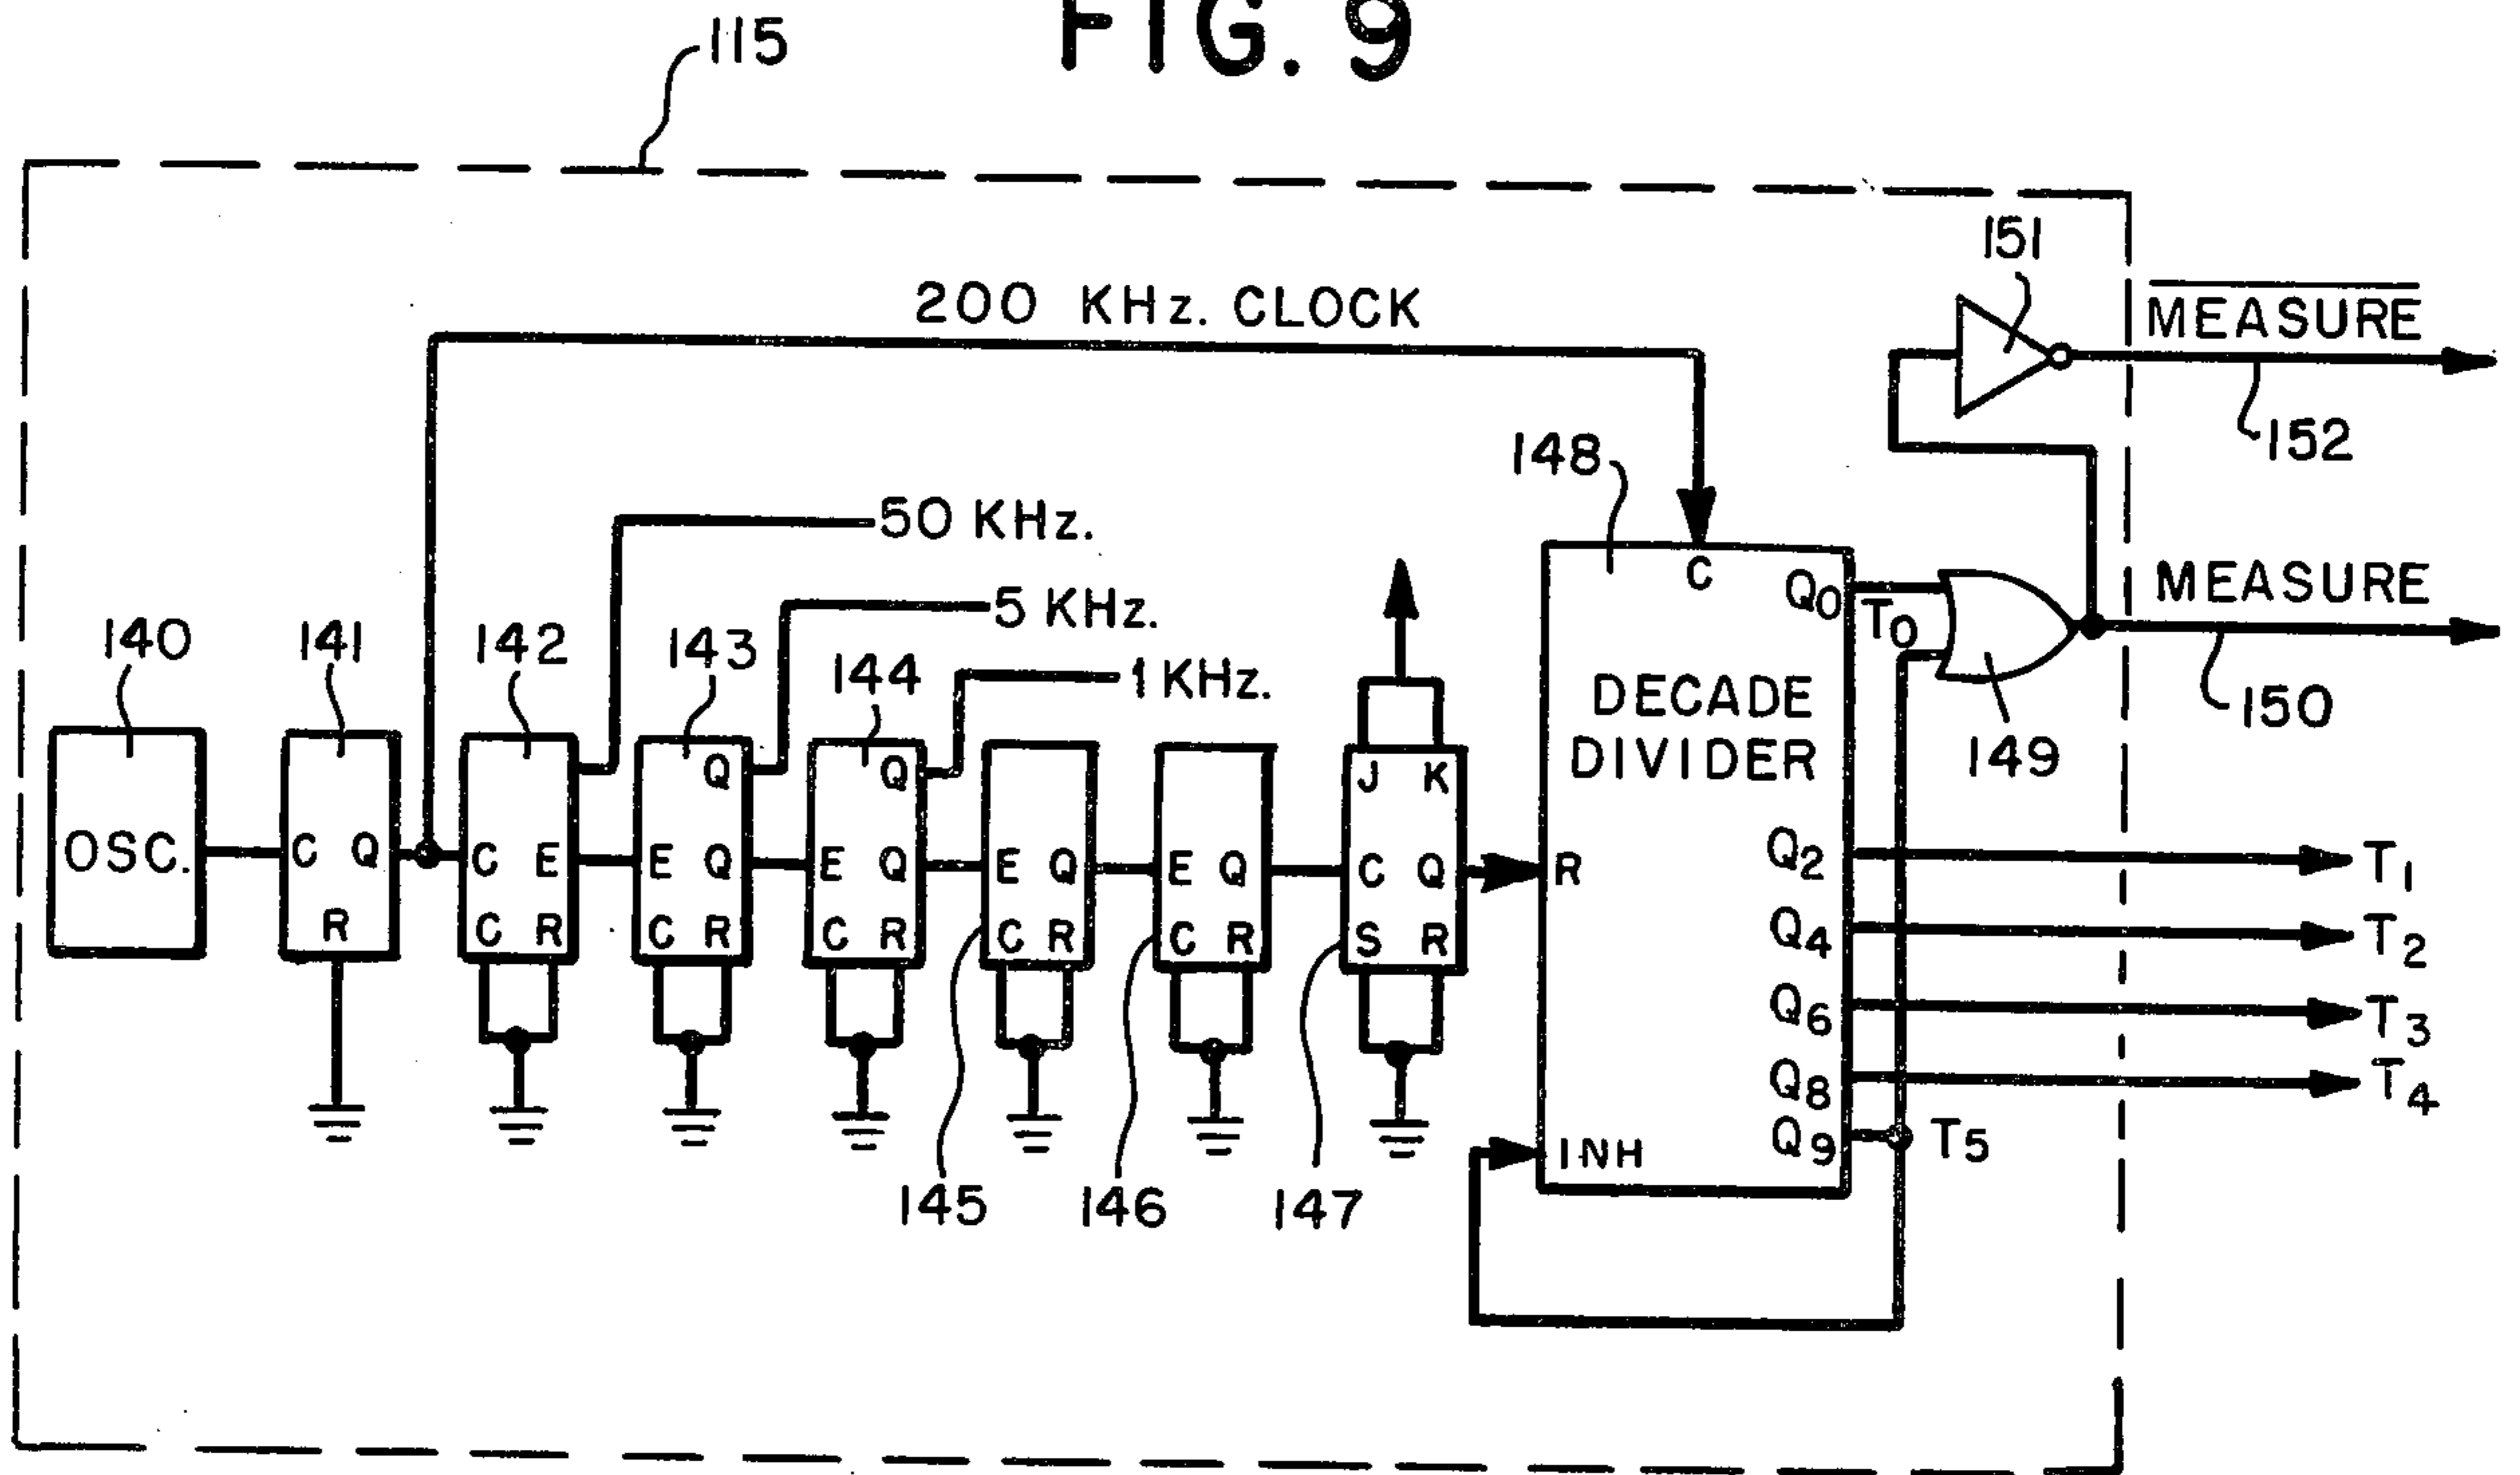 FIG. 9
115
151
MEASURE
200 KHz. CLOCK
152
148
50 KHz.
MEASURE
5 KHz.
140
141
142
143
144
1 KHz.
150
149
C
Q0
T0
DECADE
DIVIDER
OSC.
C Q
R
C E
C R
Q
E Q
C R
Q
E Q
C R
E Q
C R
E Q
C R
J K
C Q
S R
R
INH
Q2
T1
Q4
T2
Q6
T3
Q8
T4
Q9
T5
145
146
147